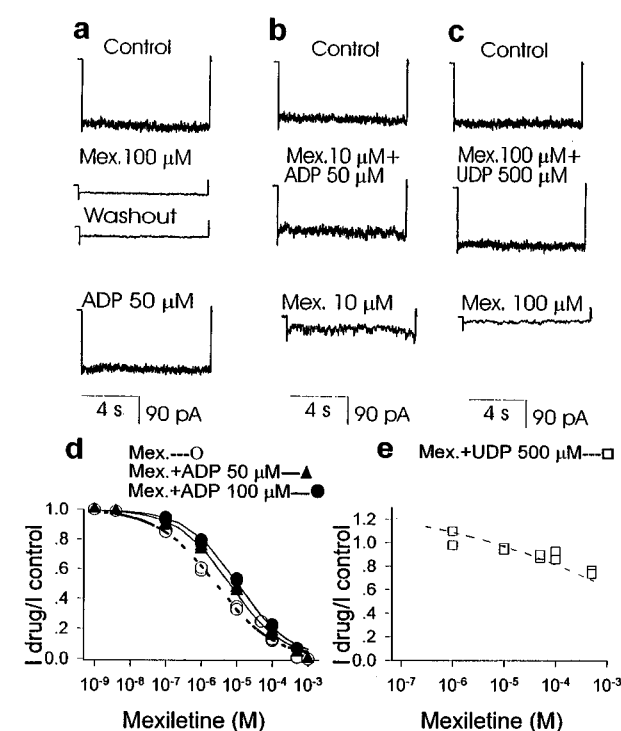 a
Control
Mex.100 µM
Washout
ADP 50 µM
4 s
90 pA
b
Control
Mex.10 µM+
ADP 50 µM
Mex. 10 µM
4 s
90 pA
c
Control
Mex.100 µM+
UDP 500 µM
Mex. 100 µM
4 s
90 pA
d
Mex.---O
Mex.+ADP 50 µM—▲
Mex.+ADP 100 µM—●
I drug/I control
1.0
.8
.6
.4
.2
0.0
10-9 10-8 10-7 10-6 10-5 10-4 10-3
Mexiletine (M)
e
Mex.+UDP 500 µM---□
I drug/I control
1.2
1.0
.8
.6
.4
.2
.0
10-7 10-6 10-5 10-4 10-3
Mexiletine (M)